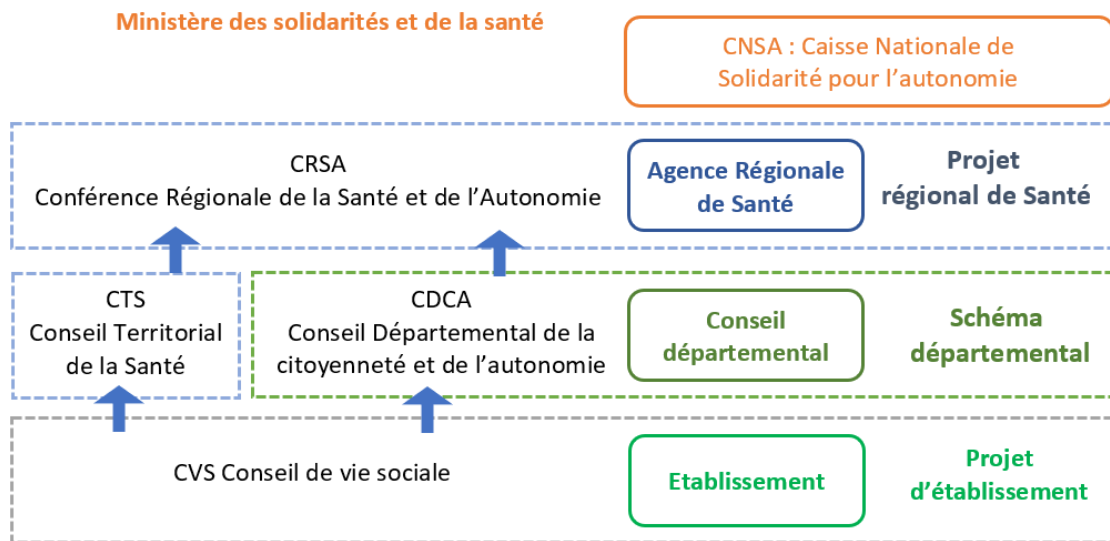 Ministère des solidarités et de la santé
CNSA : Caisse Nationale de
Solidarité pour l’autonomie
CRSA
Conférence Régionale de la Santé et de l’Autonomie
Agence Régionale
de Santé
Projet
régional de Santé
CTS
Conseil Territorial
de la Santé
CDCA
Conseil Départemental de la
citoyenneté et de l’autonomie
Conseil
départemental
Schéma
départemental
CVS Conseil de vie sociale
Etablissement
Projet
d’établissement